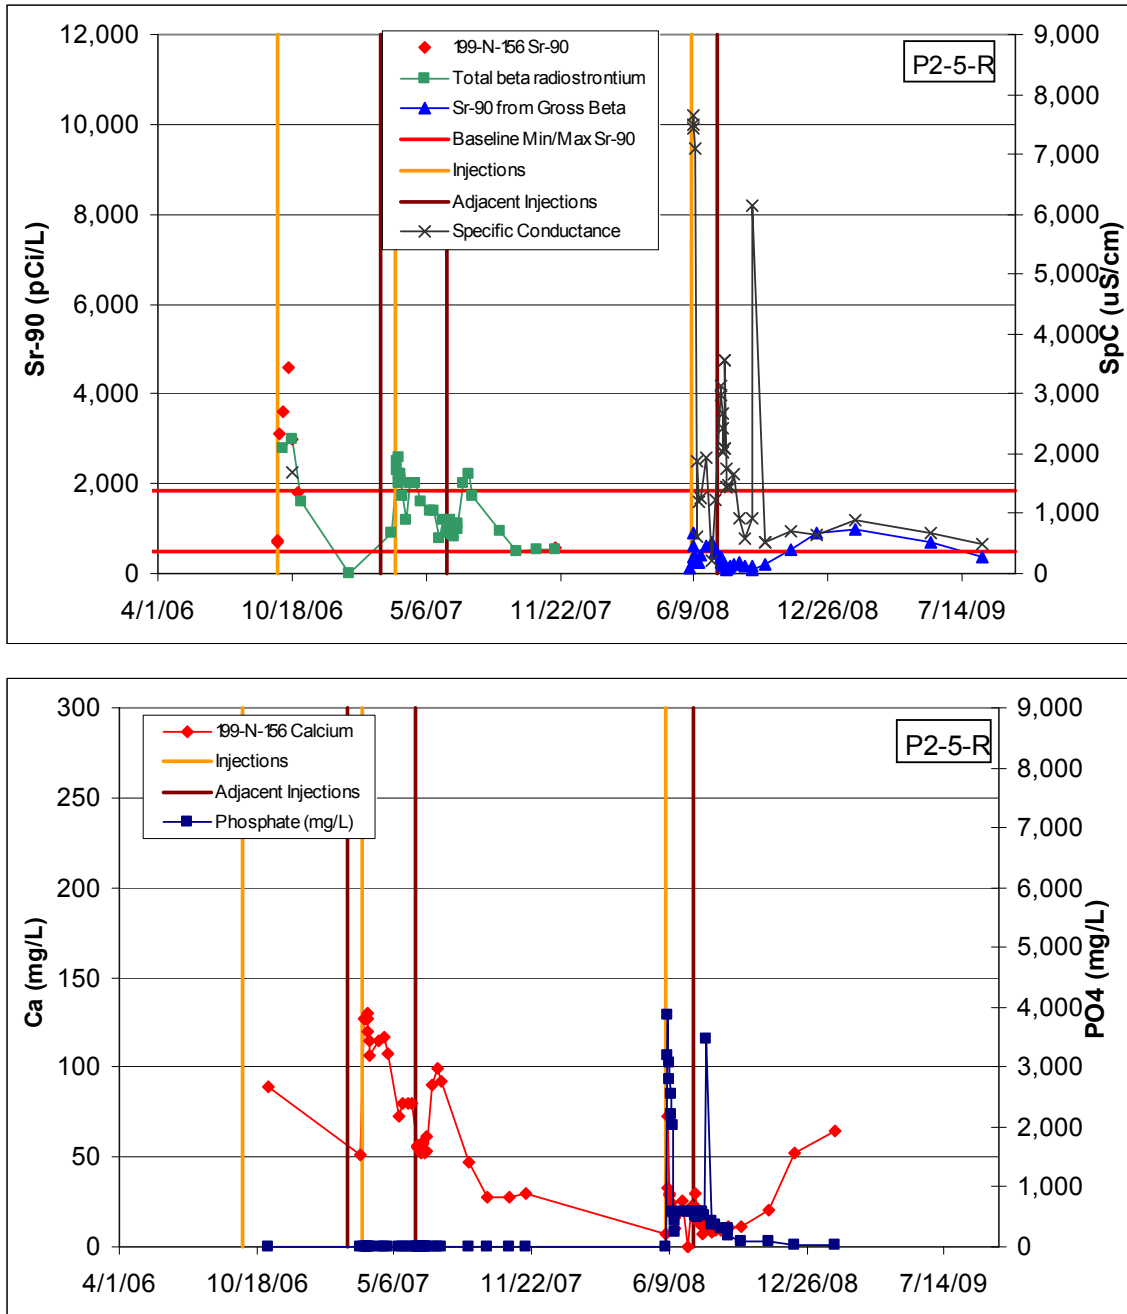 12,000
10,000
8,000
6,000
4,000
2,000
0
Sr-90 (pCi/L)
199-N-156 Sr-90
Total beta radiostrontium
Sr-90 from Gross Beta
Baseline Min/Max Sr-90
Injections
Adjacent Injections
Specific Conductance
P2-5-R
9,000
8,000
7,000
6,000
5,000
4,000
3,000
2,000
1,000
0
SpC (uS/cm)
4/1/06 10/18/06 5/6/07 11/22/07 6/9/08 12/26/08 7/14/09
300
250
200
150
100
50
0
Ca (mg/L)
199-N-156 Calcium
Injections
Adjacent Injections
Phosphate (mg/L)
P2-5-R
9,000
8,000
7,000
6,000
5,000
4,000
3,000
2,000
1,000
0
PO4 (mg/L)
4/1/06 10/18/06 5/6/07 11/22/07 6/9/08 12/26/08 7/14/09